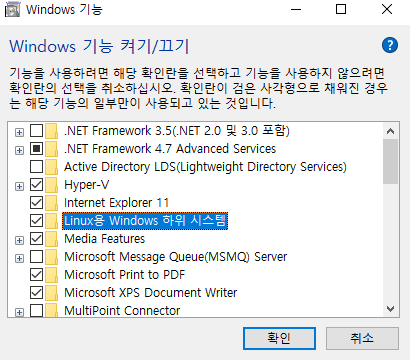 Windows 기능
Windows 기능 켜기/끄기
기능을 사용하려면 해당 확인란을 선택하고 기능을 사용하지 않으려면
확인란의 선택을 취소하십시오. 확인란이 검은 사각형으로 채워진 경우
는 해당 기능의 일부만이 사용되고 있는 것입니다.
.NET Framework 3.5(.NET 2.0 및 3.0 포함)
.NET Framework 4.7 Advanced Services
Active Directory LDS(Lightweight Directory Services)
Hyper-V
Internet Explorer 11
Linux용 Windows 하위 시스템
Media Features
Microsoft Message Queue(MSMQ) Server
Microsoft Print to PDF
Microsoft XPS Document Writer
MultiPoint Connector
확인
취소